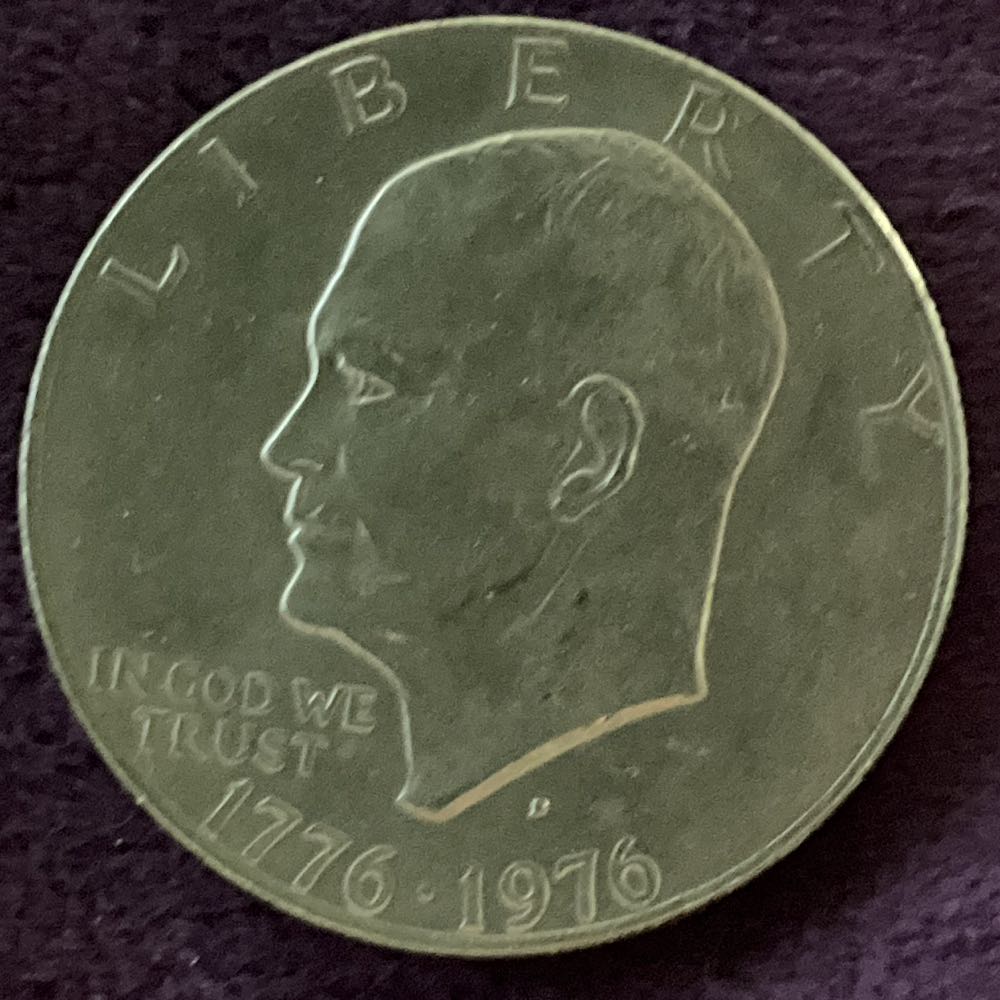 LIBERTY
IN GOD WE
TRUST
D
1776 · 1976